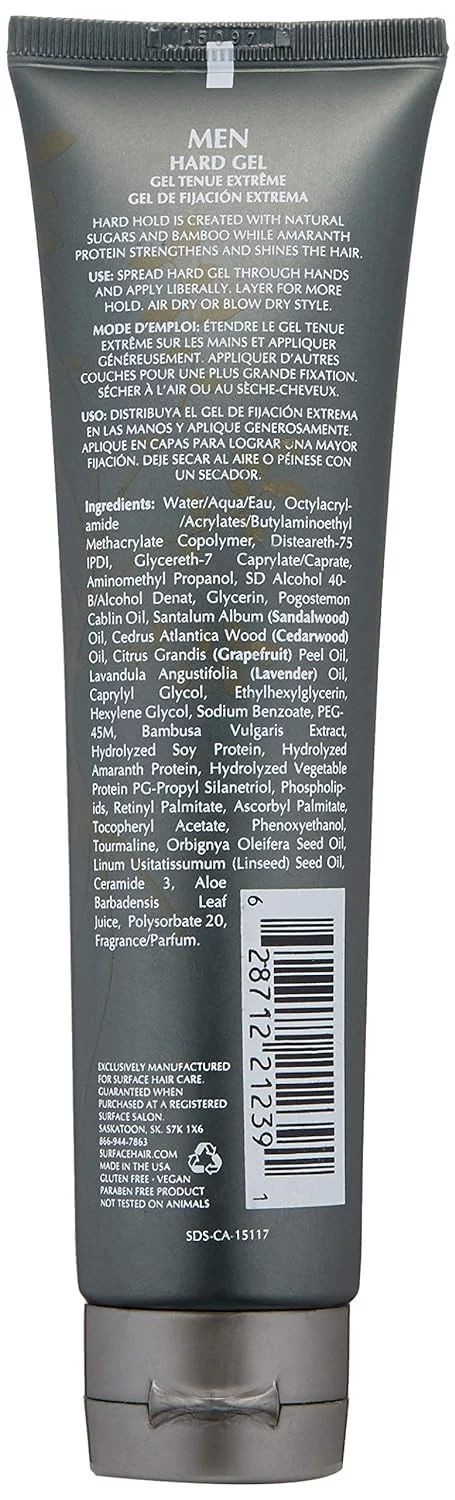 15097
MEN
HARD GEL
GEL TENUE EXTRÊME
GEL DE FIJACIÓN EXTREMA
HARD HOLD IS CREATED WITH NATURAL
SUGARS AND BAMBOO WHILE AMARANTH
PROTEIN STRENGTHENS AND SHINES THE HAIR.
USE: SPREAD HARD GEL THROUGH HANDS
AND APPLY LIBERALLY. LAYER FOR MORE
HOLD. AIR DRY OR BLOW DRY STYLE.
MODE D'EMPLOI: ÉTENDRE LE GEL TENUE
EXTRÊME SUR LES MAINS ET APPLIQUER
GÉNÉREUSEMENT. APPLIQUER D'AUTRES
COUCHES POUR UNE PLUS GRANDE FIXATION.
SÉCHER À L'AIR OU AU SÈCHE-CHEVEUX.
USO: DISTRIBUYA EL GEL DE FIJACIÓN EXTREMA
EN LAS MANOS Y APLIQUE GENEROSAMENTE.
APLIQUE EN CAPAS PARA LOGRAR UNA MAYOR
FIJACIÓN. DEJE SECAR AL AIRE O PÉINESE CON
UN SECADOR.
Ingredients: Water/Aqua/Eau, Octylacryl-
amide /Acrylates/Butylaminoethyl
Methacrylate Copolymer, Disteareth-75
IPDI, Glycereth-7 Caprylate/Caprate,
Aminomethyl Propanol, SD Alcohol 40-
B/Alcohol Denat, Glycerin, Pogostemon
Cablin Oil, Santalum Album (Sandalwood)
Oil, Cedrus Atlantica Wood (Cedarwood)
Oil, Citrus Grandis (Grapefruit) Peel Oil,
Lavandula Angustifolia (Lavender) Oil,
Caprylyl Glycol, Ethylhexylglycerin,
Hexylene Glycol, Sodium Benzoate, PEG-
45M, Bambusa Vulgaris Extract,
Hydrolyzed Soy Protein, Hydrolyzed
Amaranth Protein, Hydrolyzed Vegetable
Protein PG-Propyl Silanetriol, Phospholip-
ids, Retinyl Palmitate, Ascorbyl Palmitate,
Tocopheryl Acetate, Phenoxyethanol,
Tourmaline, Orbignya Oleifera Seed Oil,
Linum Usitatissumum (Linseed) Seed Oil,
Ceramide 3, Aloe
Barbadensis Leaf
Juice, Polysorbate 20,
Fragrance/Parfum.
6 28712 21239 1
EXCLUSIVELY MANUFACTURED
FOR SURFACE HAIR CARE.
GUARANTEED WHEN
PURCHASED AT A REGISTERED
SURFACE SALON.
SASKATOON, SK. S7K 1X6
866-944-7863
SURFACEHAIR.COM
MADE IN THE USA
GLUTEN FREE • VEGAN
PARABEN FREE PRODUCT
NOT TESTED ON ANIMALS
SDS-CA-15117